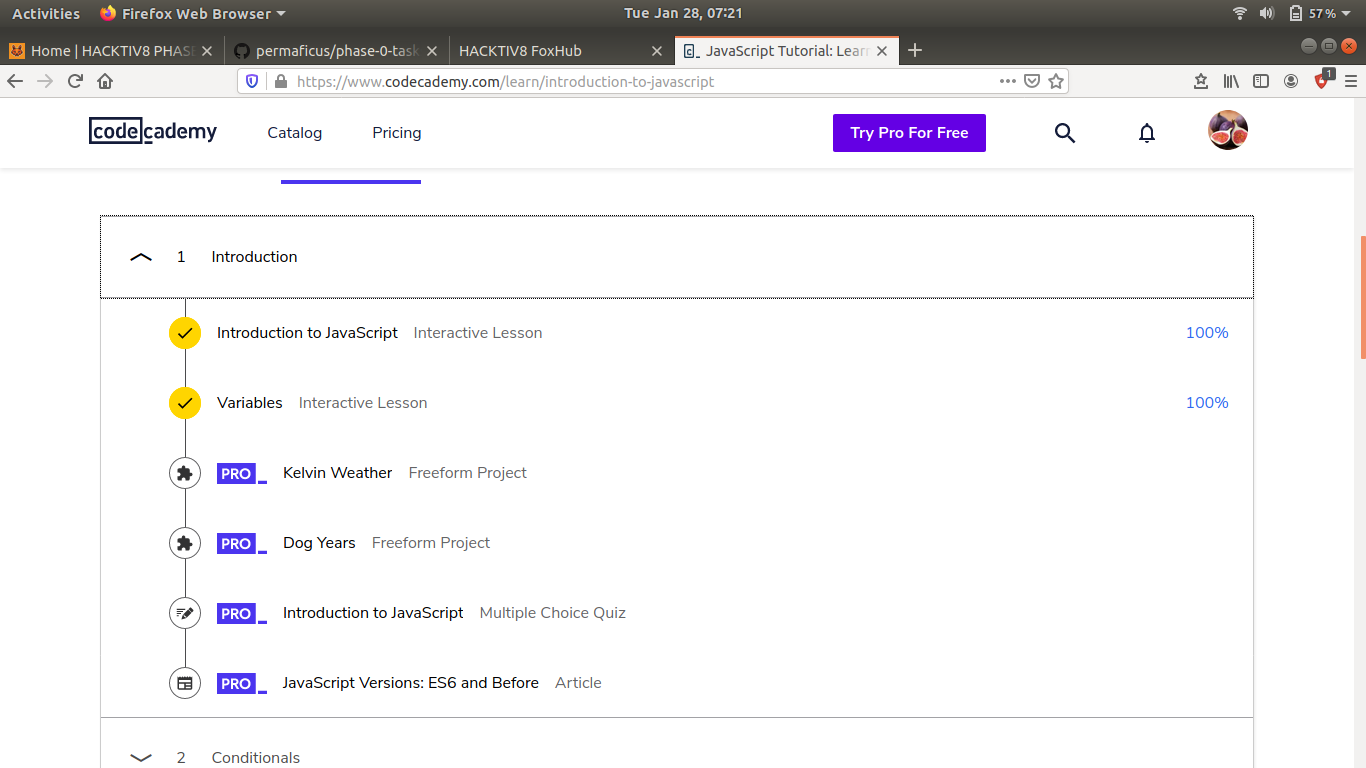 Activities Firefox Web Browser Tue Jan 28, 07:21 57%
Home | HACKTIV8 PHASE permaficus/phase-0-task HACKTIV8 FoxHub JavaScript Tutorial: Learn
https://www.codecademy.com/learn/introduction-to-javascript 1
codecademy Catalog Pricing Try Pro For Free
1 Introduction
Introduction to JavaScript Interactive Lesson 100%
Variables Interactive Lesson 100%
PRO Kelvin Weather Freeform Project
PRO Dog Years Freeform Project
PRO Introduction to JavaScript Multiple Choice Quiz
PRO JavaScript Versions: ES6 and Before Article
2 Conditionals